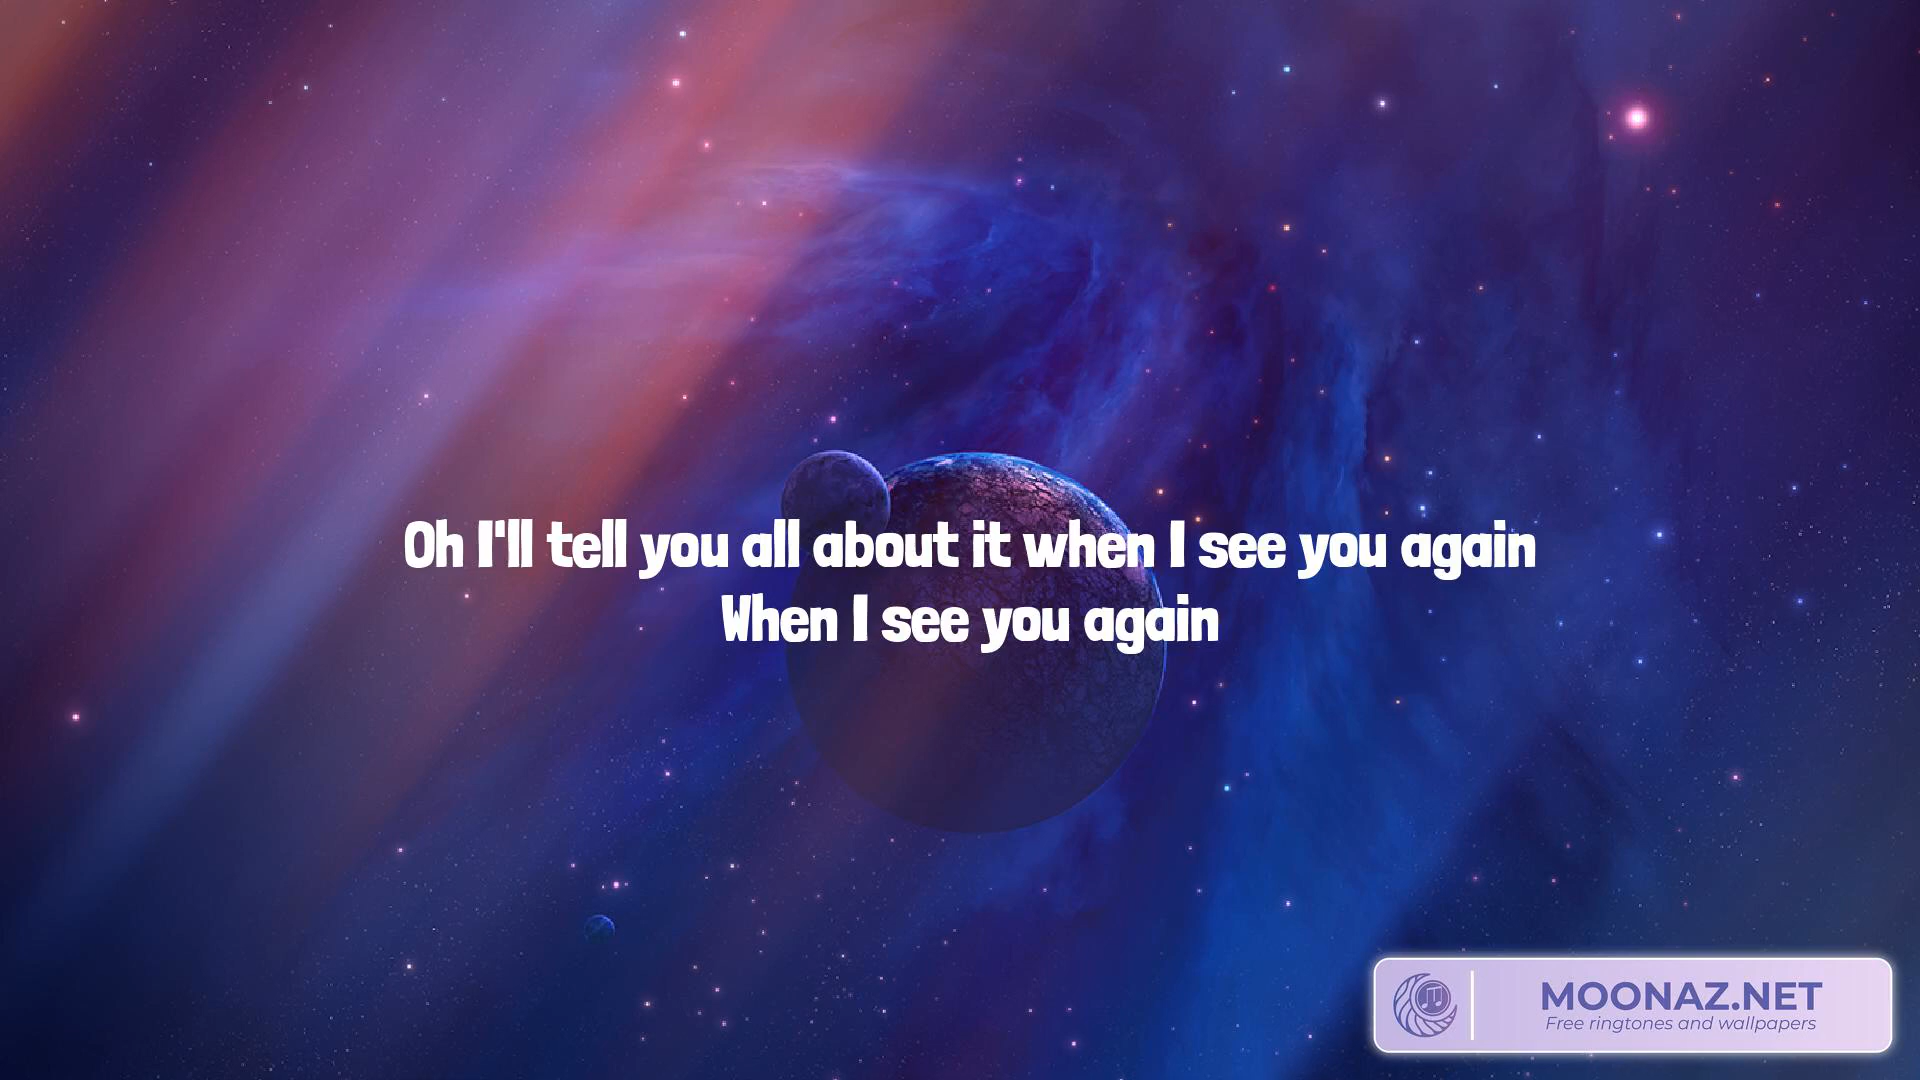 Oh I'll tell you all about it when I see you again
When I see you again
MOONAZ.NET
Free ringtones and wallpapers